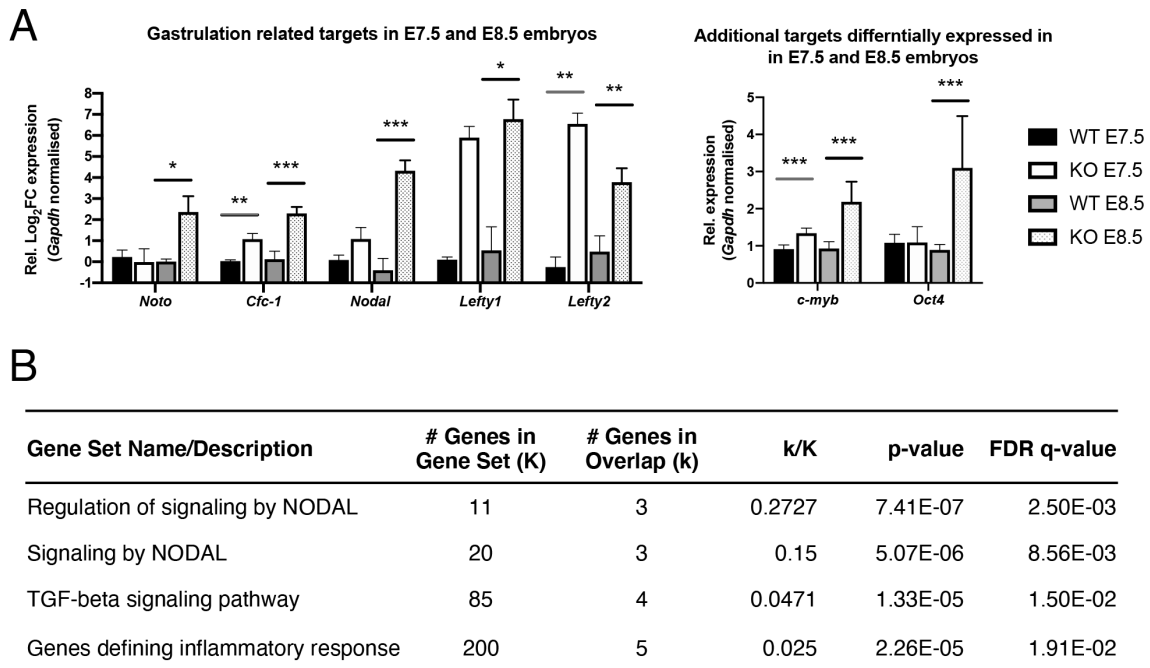 A
Gastrulation related targets in E7.5 and E8.5 embryos
Rel. Log2FC expression
(Gapdh normalised)
8
7
6
5
4
3
2
1
0
-1
*
**
***
***
*
**
**
Noto
Cfc-1
Nodal
Lefty1
Lefty2
Additional targets differntially expressed in
in E7.5 and E8.5 embryos
Rel. expression
(Gapdh normalised)
5
4
3
2
1
0
***
***
***
c-myb
Oct4
WT E7.5
KO E7.5
WT E8.5
KO E8.5
B
Gene Set Name/Description # Genes in Gene Set (K) # Genes in Overlap (k) k/K p-value FDR q-value
Regulation of signaling by NODAL 11 3 0.2727 7.41E-07 2.50E-03
Signaling by NODAL 20 3 0.15 5.07E-06 8.56E-03
TGF-beta signaling pathway 85 4 0.0471 1.33E-05 1.50E-02
Genes defining inflammatory response 200 5 0.025 2.26E-05 1.91E-02